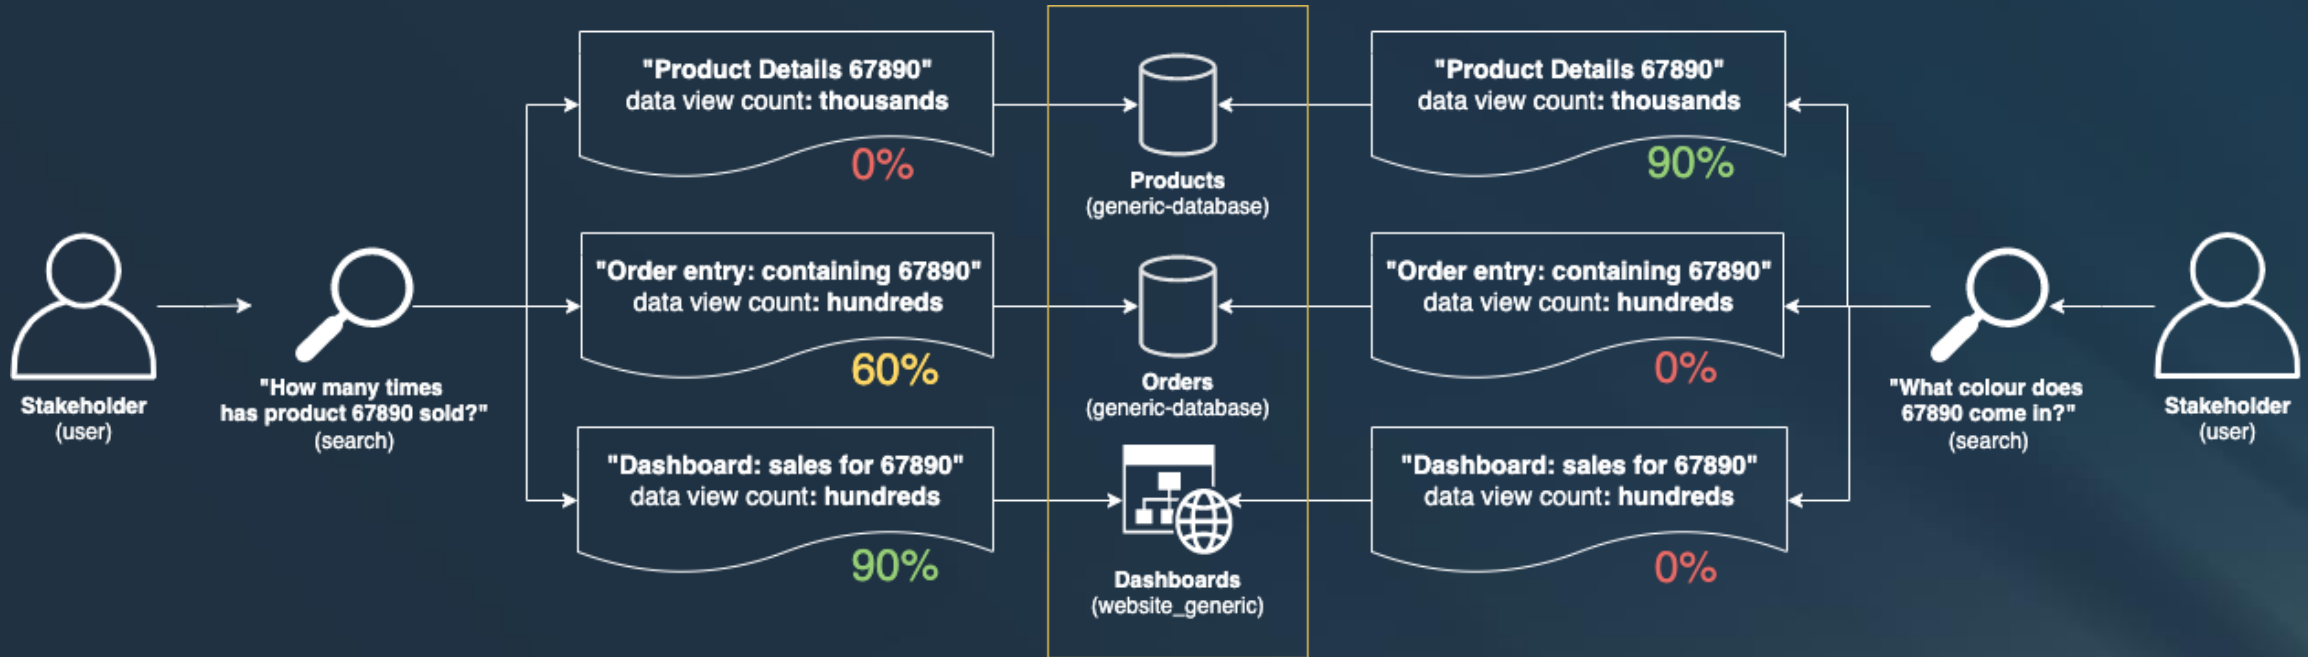 Stakeholder
(user)
"How many times
has product 67890 sold?"
(search)
"Product Details 67890"
data view count: thousands
0%
"Order entry: containing 67890"
data view count: hundreds
60%
"Dashboard: sales for 67890"
data view count: hundreds
90%
Products
(generic-database)
Orders
(generic-database)
Dashboards
(website_generic)
"Product Details 67890"
data view count: thousands
90%
"Order entry: containing 67890"
data view count: hundreds
0%
"Dashboard: sales for 67890"
data view count: hundreds
0%
"What colour does
67890 come in?"
(search)
Stakeholder
(user)